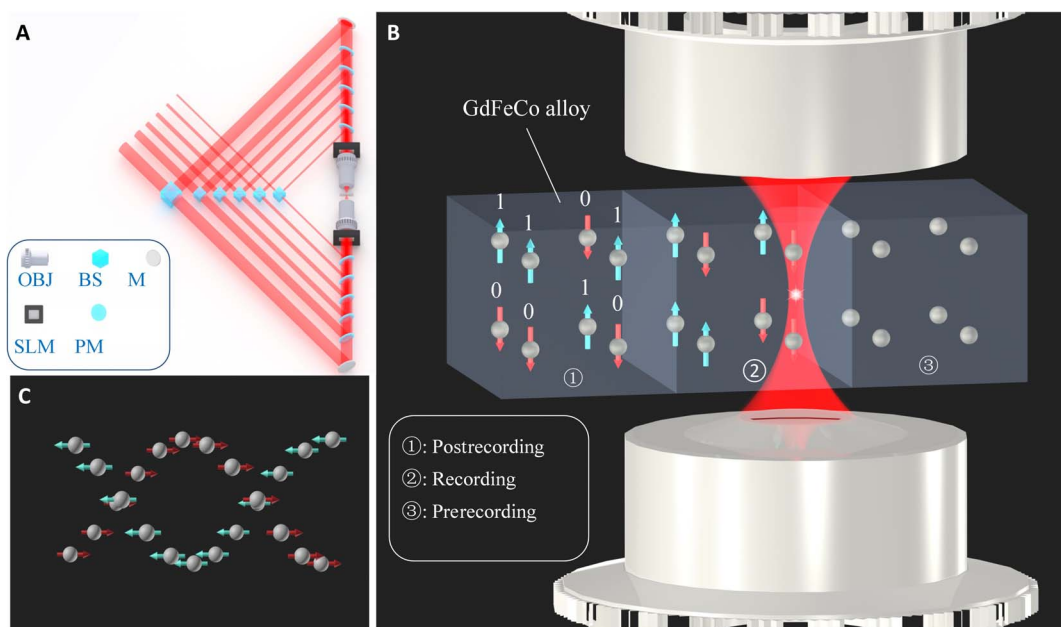 A
OBJ BS M
SLM PM
B
GdFeCo alloy
1 1 0 1
0 0 1 0
① ② ③
①: Postrecording
②: Recording
③: Prerecording
C